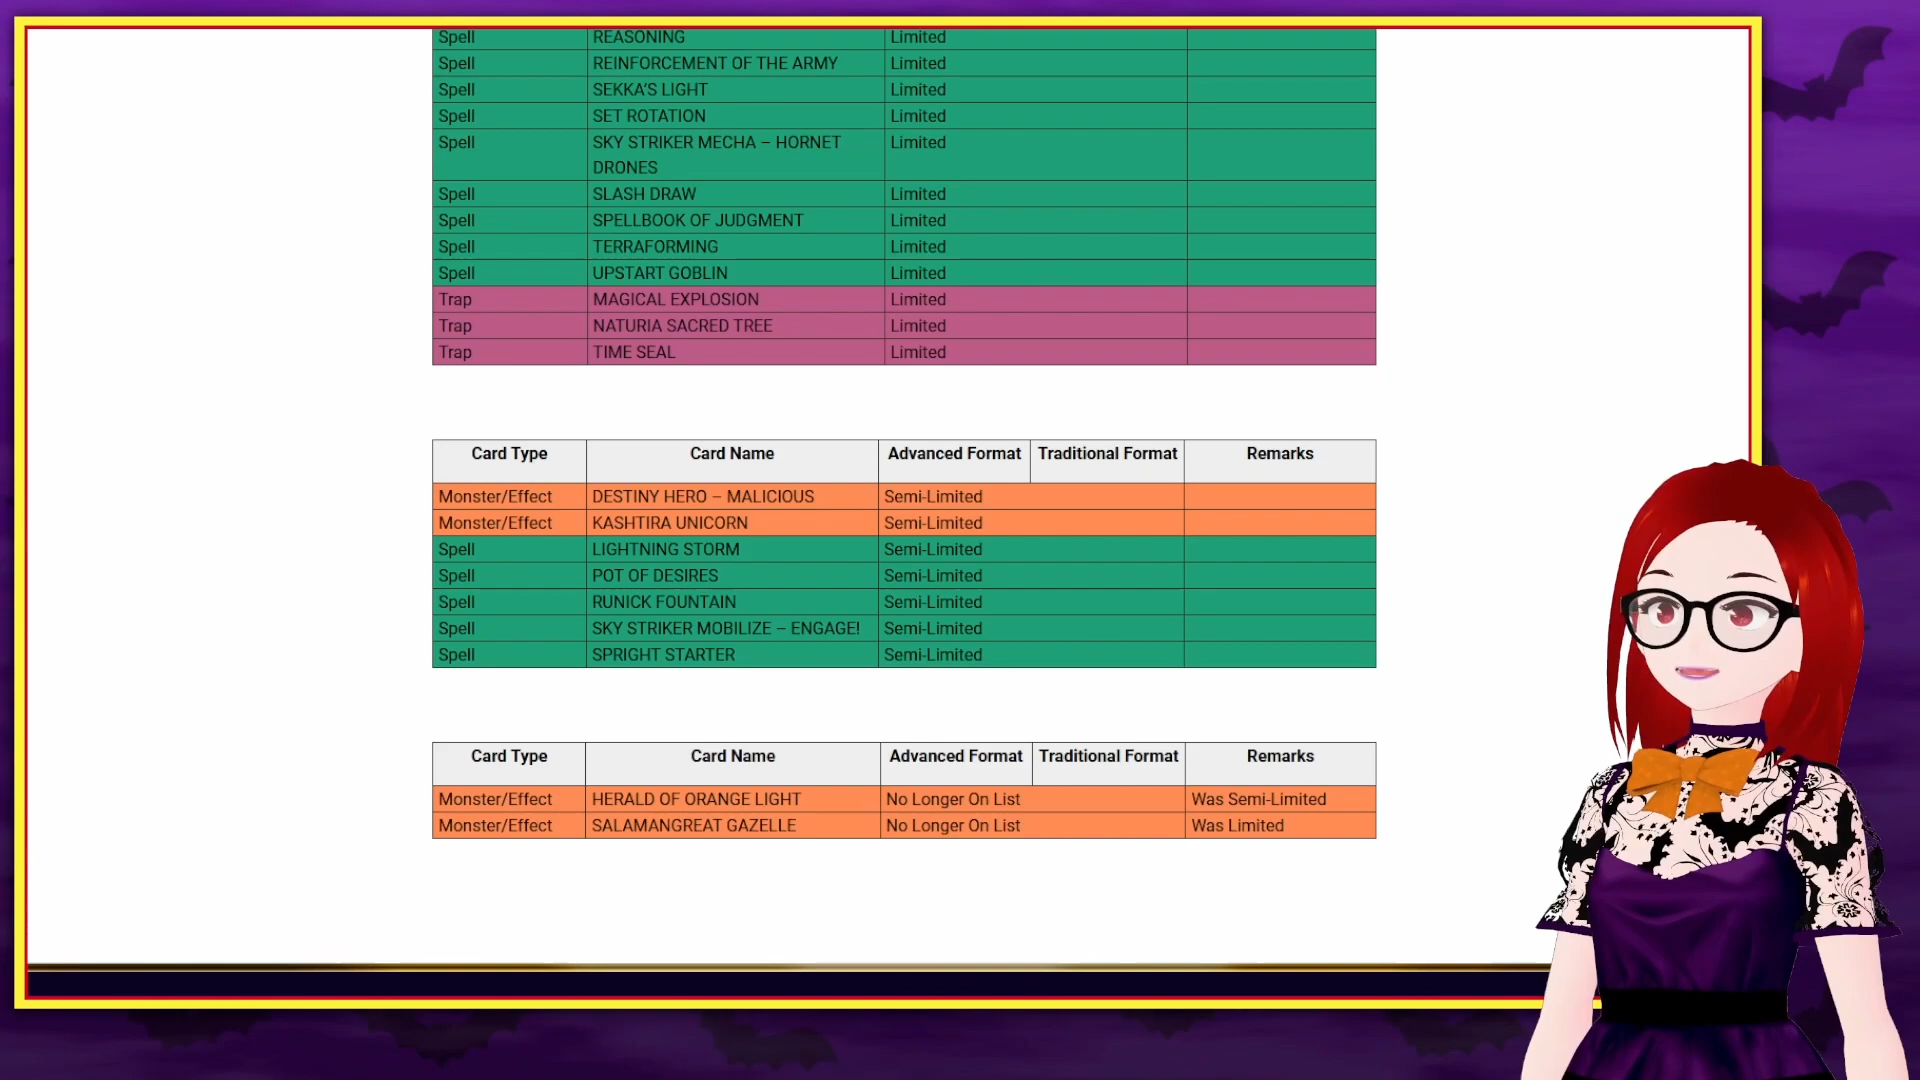 Spell REASONING Limited
Spell REINFORCEMENT OF THE ARMY Limited
Spell SEKKA’S LIGHT Limited
Spell SET ROTATION Limited
Spell SKY STRIKER MECHA – HORNET Limited
DRONES
Spell SLASH DRAW Limited
Spell SPELLBOOK OF JUDGMENT Limited
Spell TERRAFORMING Limited
Spell UPSTART GOBLIN Limited
Trap MAGICAL EXPLOSION Limited
Trap NATURIA SACRED TREE Limited
Trap TIME SEAL Limited
Card Type Card Name Advanced Format Traditional Format Remarks
Monster/Effect DESTINY HERO – MALICIOUS Semi-Limited
Monster/Effect KASHTIRA UNICORN Semi-Limited
Spell LIGHTNING STORM Semi-Limited
Spell POT OF DESIRES Semi-Limited
Spell RUNICK FOUNTAIN Semi-Limited
Spell SKY STRIKER MOBILIZE – ENGAGE! Semi-Limited
Spell SPRIGHT STARTER Semi-Limited
Card Type Card Name Advanced Format Traditional Format Remarks
Monster/Effect HERALD OF ORANGE LIGHT No Longer On List Was Semi-Limited
Monster/Effect SALAMANGREAT GAZELLE No Longer On List Was Limited